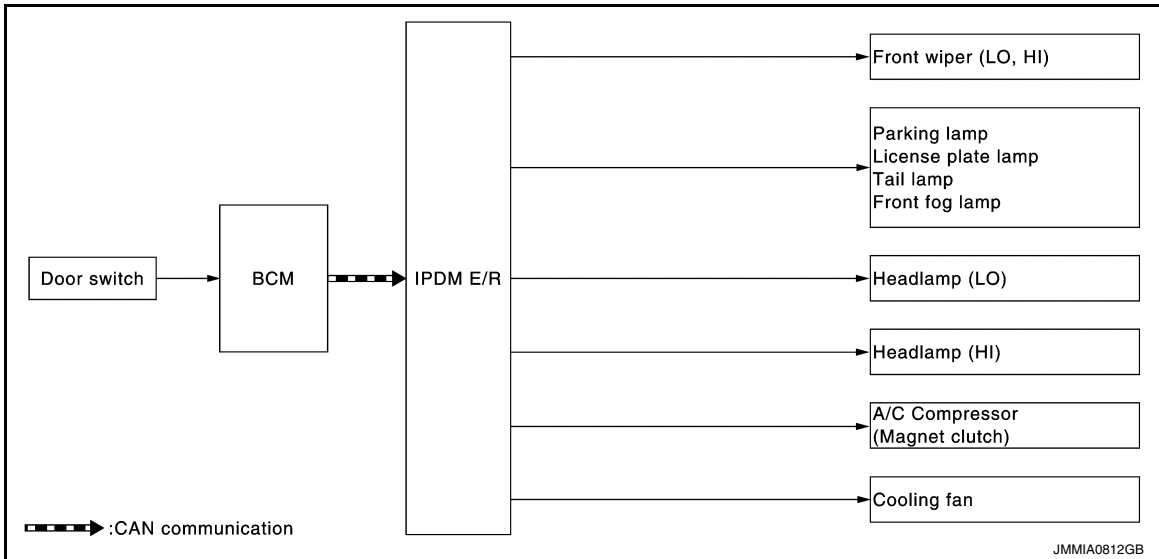 Front wiper (LO, HI)
Parking lamp
License plate lamp
Tail lamp
Front fog lamp
Door switch
BCM
IPDM E/R
Headlamp (LO)
Headlamp (HI)
A/C Compressor
(Magnet clutch)
Cooling fan
:CAN communication
JMMIA0812GB